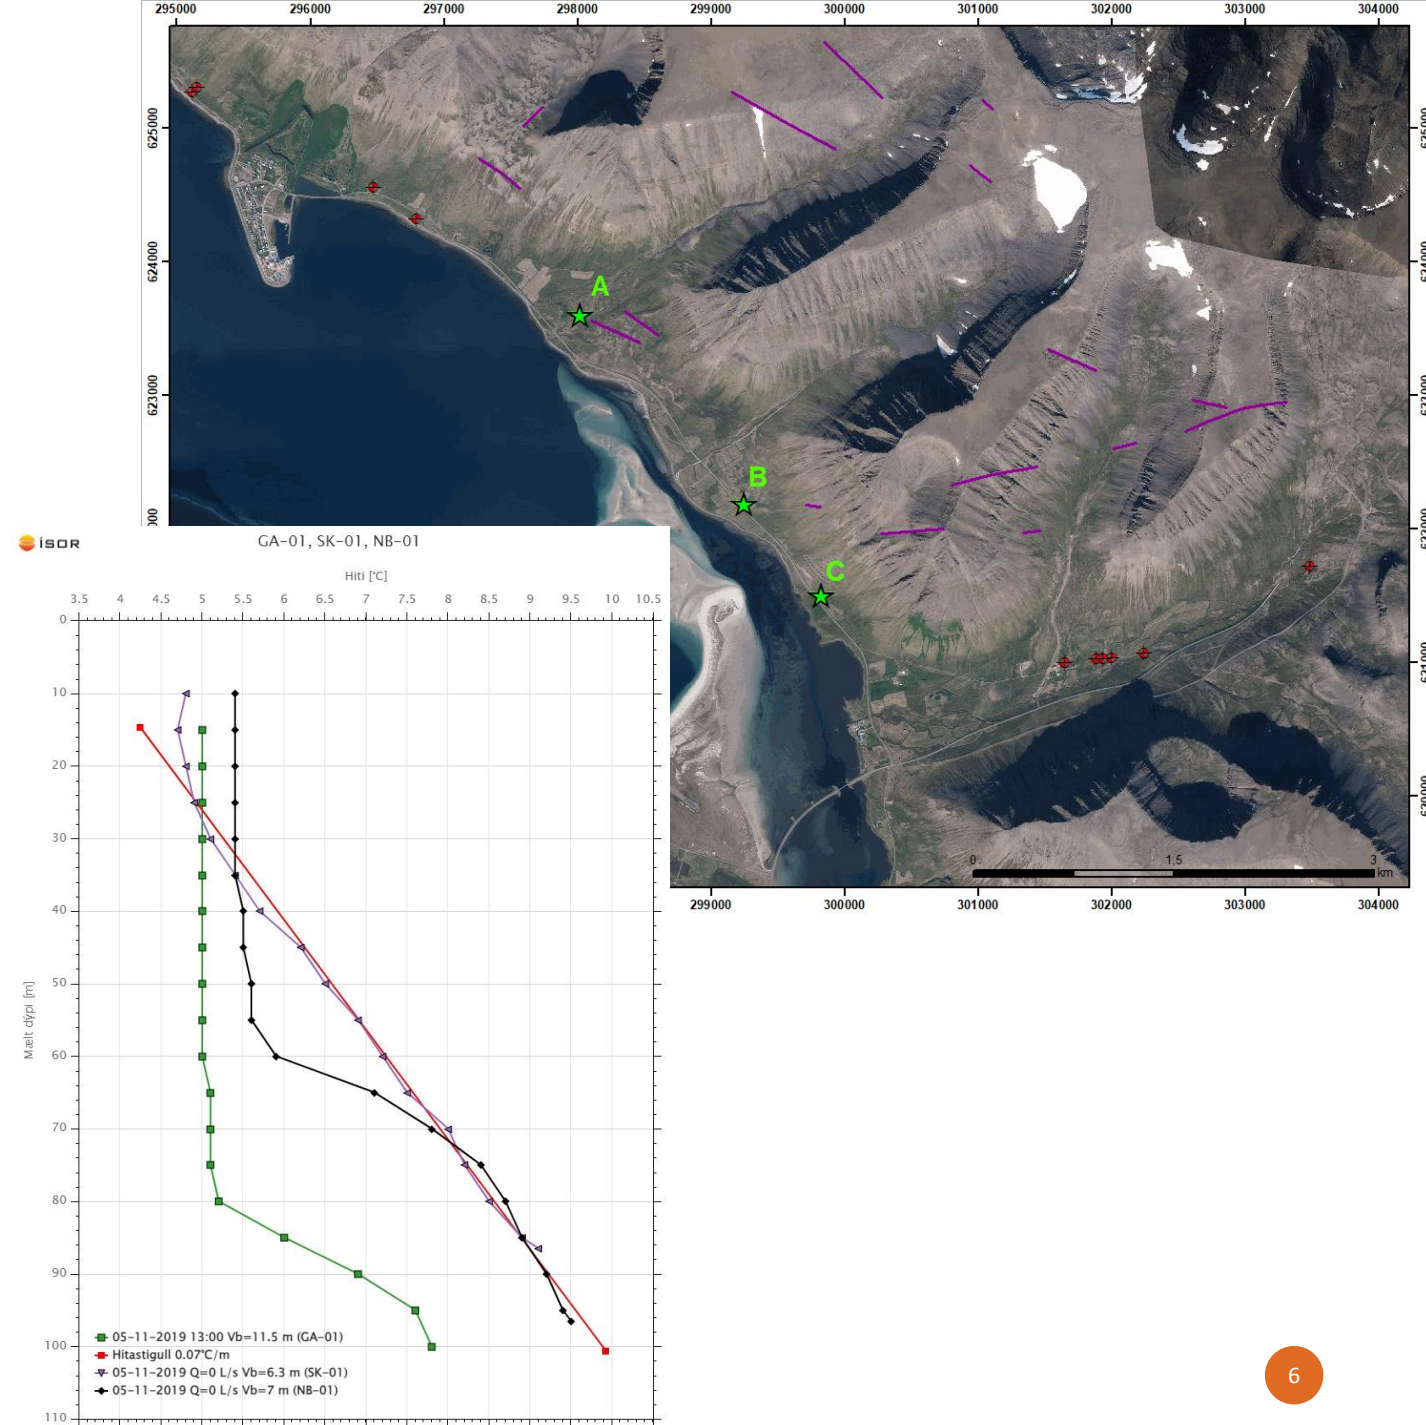 295000 296000 297000 298000 299000 300000 301000 302000 303000 304000
625000
624000
623000
A
B
C
0 1,5 3
km
299000 300000 301000 302000 303000 304000
ÍSOR
GA-01, SK-01, NB-01
Hiti [°C]
3.5 4 4.5 5 5.5 6 6.5 7 7.5 8 8.5 9 9.5 10 10.5
0
10
20
30
40
50
60
70
80
90
100
110
Mælt dýpi [m]
05-11-2019 13:00 Vb=11.5 m (GA-01)
Hitastigull 0.07°C/m
05-11-2019 Q=0 L/s Vb=6.3 m (SK-01)
05-11-2019 Q=0 L/s Vb=7 m (NB-01)
6